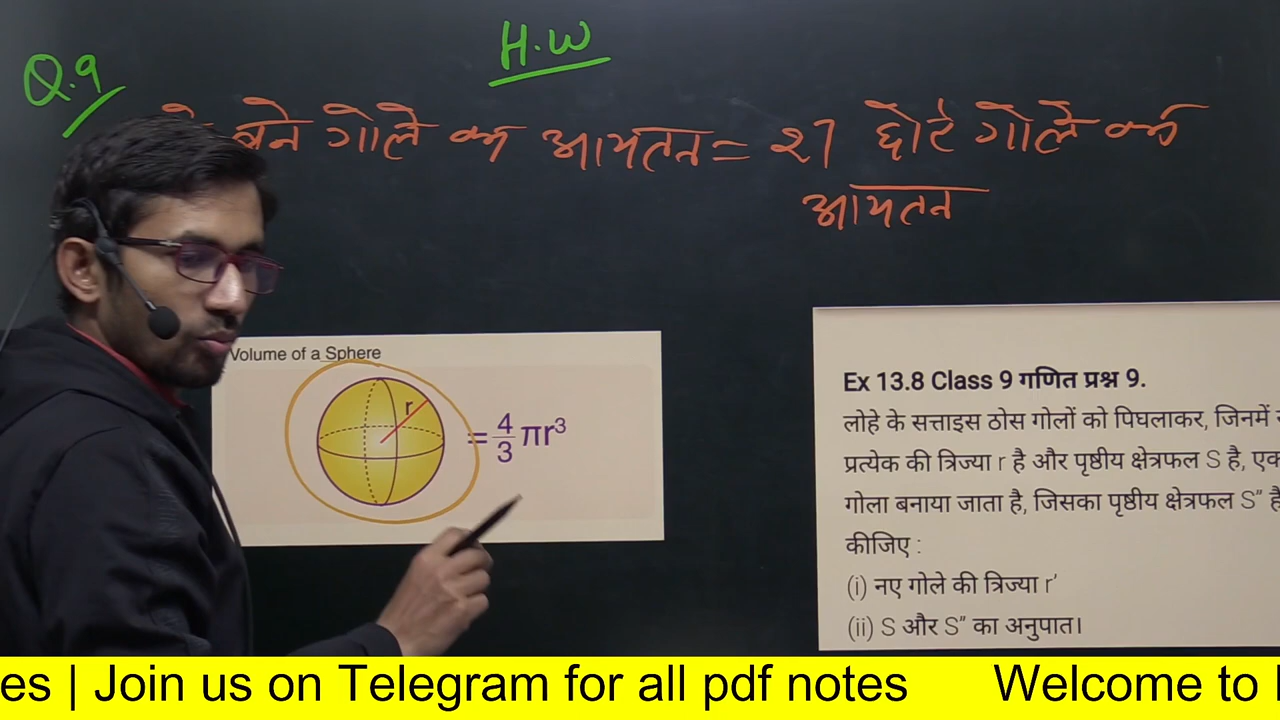 H.W
Q.9
बने गोले का आयतन = 27 छोटे गोले का
आयतन
Volume of a Sphere
r
= 4/3 πr³
Ex 13.8 Class 9 गणित प्रश्न 9.
लोहे के सत्ताइस ठोस गोलों को पिघलाकर, जिनमें
प्रत्येक की त्रिज्या r है और पृष्ठीय क्षेत्रफल S है, एक
गोला बनाया जाता है, जिसका पृष्ठीय क्षेत्रफल S” है
कीजिए :
(i) नए गोले की त्रिज्या r’
(ii) S और S” का अनुपात।
es | Join us on Telegram for all pdf notes Welcome to